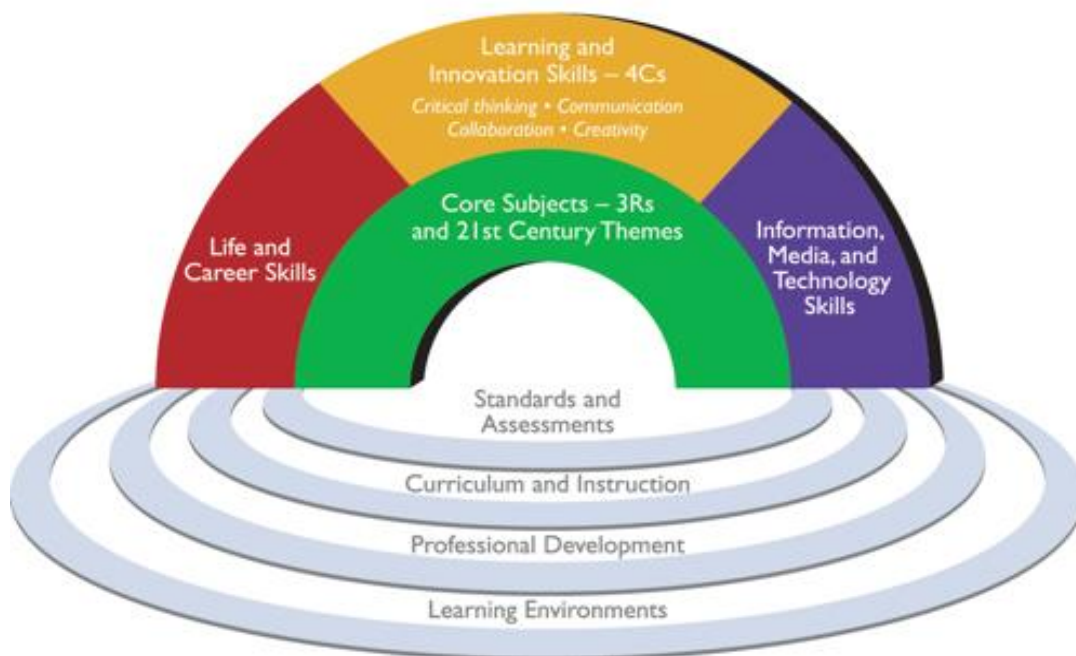 Learning and
Innovation Skills – 4Cs
Critical thinking • Communication
Collaboration • Creativity
Core Subjects – 3Rs
and 21st Century Themes
Life and
Career Skills
Information,
Media, and
Technology
Skills
Standards and
Assessments
Curriculum and Instruction
Professional Development
Learning Environments